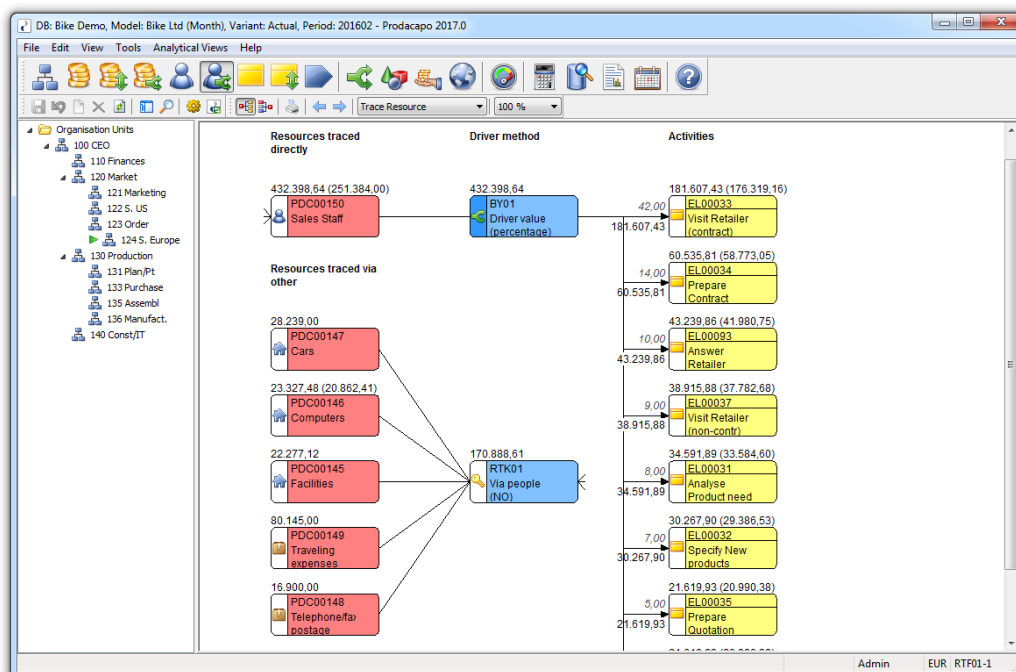 DB: Bike Demo, Model: Bike Ltd (Month), Variant: Actual, Period: 201602 - Prodacapo 2017.0
File Edit View Tools Analytical Views Help
Trace Resource 100 %
Organisation Units
100 CEO
110 Finances
120 Market
121 Marketing
122 S. US
123 Order
124 S. Europe
130 Production
131 Plan/Pt
133 Purchase
135 Assembl
136 Manufact.
140 Const/IT
Resources traced
directly
Driver method
Activities
432.398,64 (251.384,00)
PDC00150
Sales Staff
432.398,64
BY01
Driver value
(percentage)
181.607,43 (176.319,16)
42,00
181.607,43
EL00033
Visit Retailer
(contract)
60.535,81 (58.773,05)
14,00
60.535,81
EL00034
Prepare
Contract
Resources traced via
other
28.239,00
PDC00147
Cars
43.239,86 (41.980,75)
10,00
43.239,86
EL00093
Answer
Retailer
23.327,48 (20.862,41)
PDC00146
Computers
38.915,88 (37.782,68)
9,00
38.915,88
EL00037
Visit Retailer
(non-contr)
22.277,12
PDC00145
Facilities
170.888,61
RTK01
Via people
(NO)
34.591,89 (33.584,60)
8,00
34.591,89
EL00031
Analyse
Product need
80.145,00
PDC00149
Traveling
expenses
30.267,90 (29.386,53)
7,00
30.267,90
EL00032
Specify New
products
16.900,00
PDC00148
Telephone/fax
postage
21.619,93 (20.990,38)
5,00
21.619,93
EL00035
Prepare
Quotation
Admin EUR RTF01-1